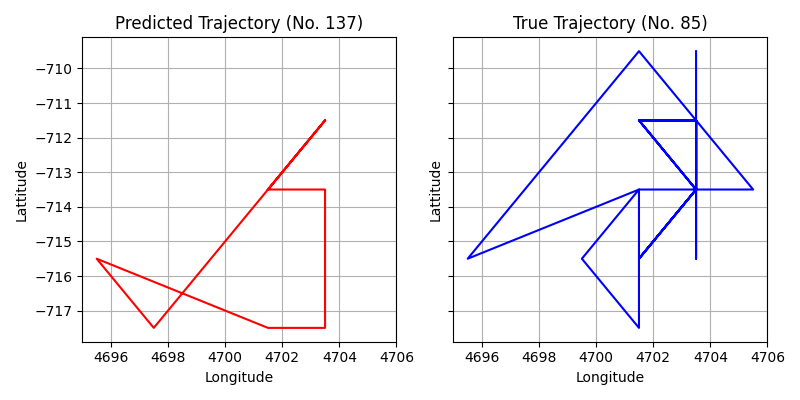 Predicted Trajectory (No. 137)
True Trajectory (No. 85)
−710
−711
−712
−713
−714
−715
−716
−717
Lattitude
Lattitude
4696 4698 4700 4702 4704 4706
4696 4698 4700 4702 4704 4706
Longitude
Longitude